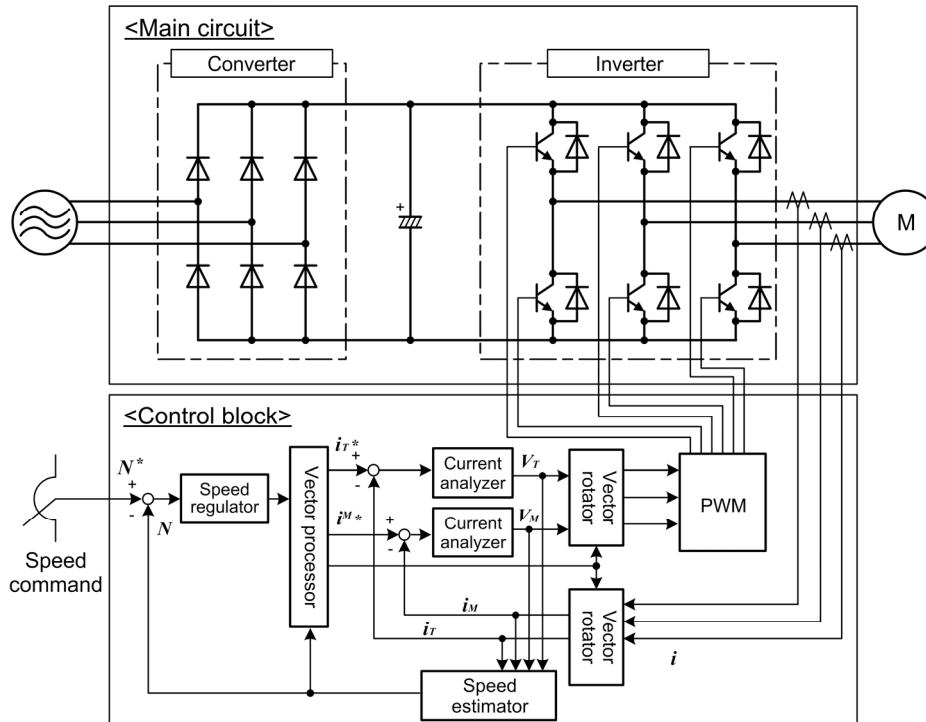 <Main circuit>
Converter
Inverter
+
M
<Control block>
N*
+
-
N
Speed
command
Speed
regulator
Vector processor
iT*
+
-
iM*
+
-
Current
analyzer
VT
Current
analyzer
VM
Vector
rotator
PWM
iM
iT
Vector
rotator
i
Speed
estimator